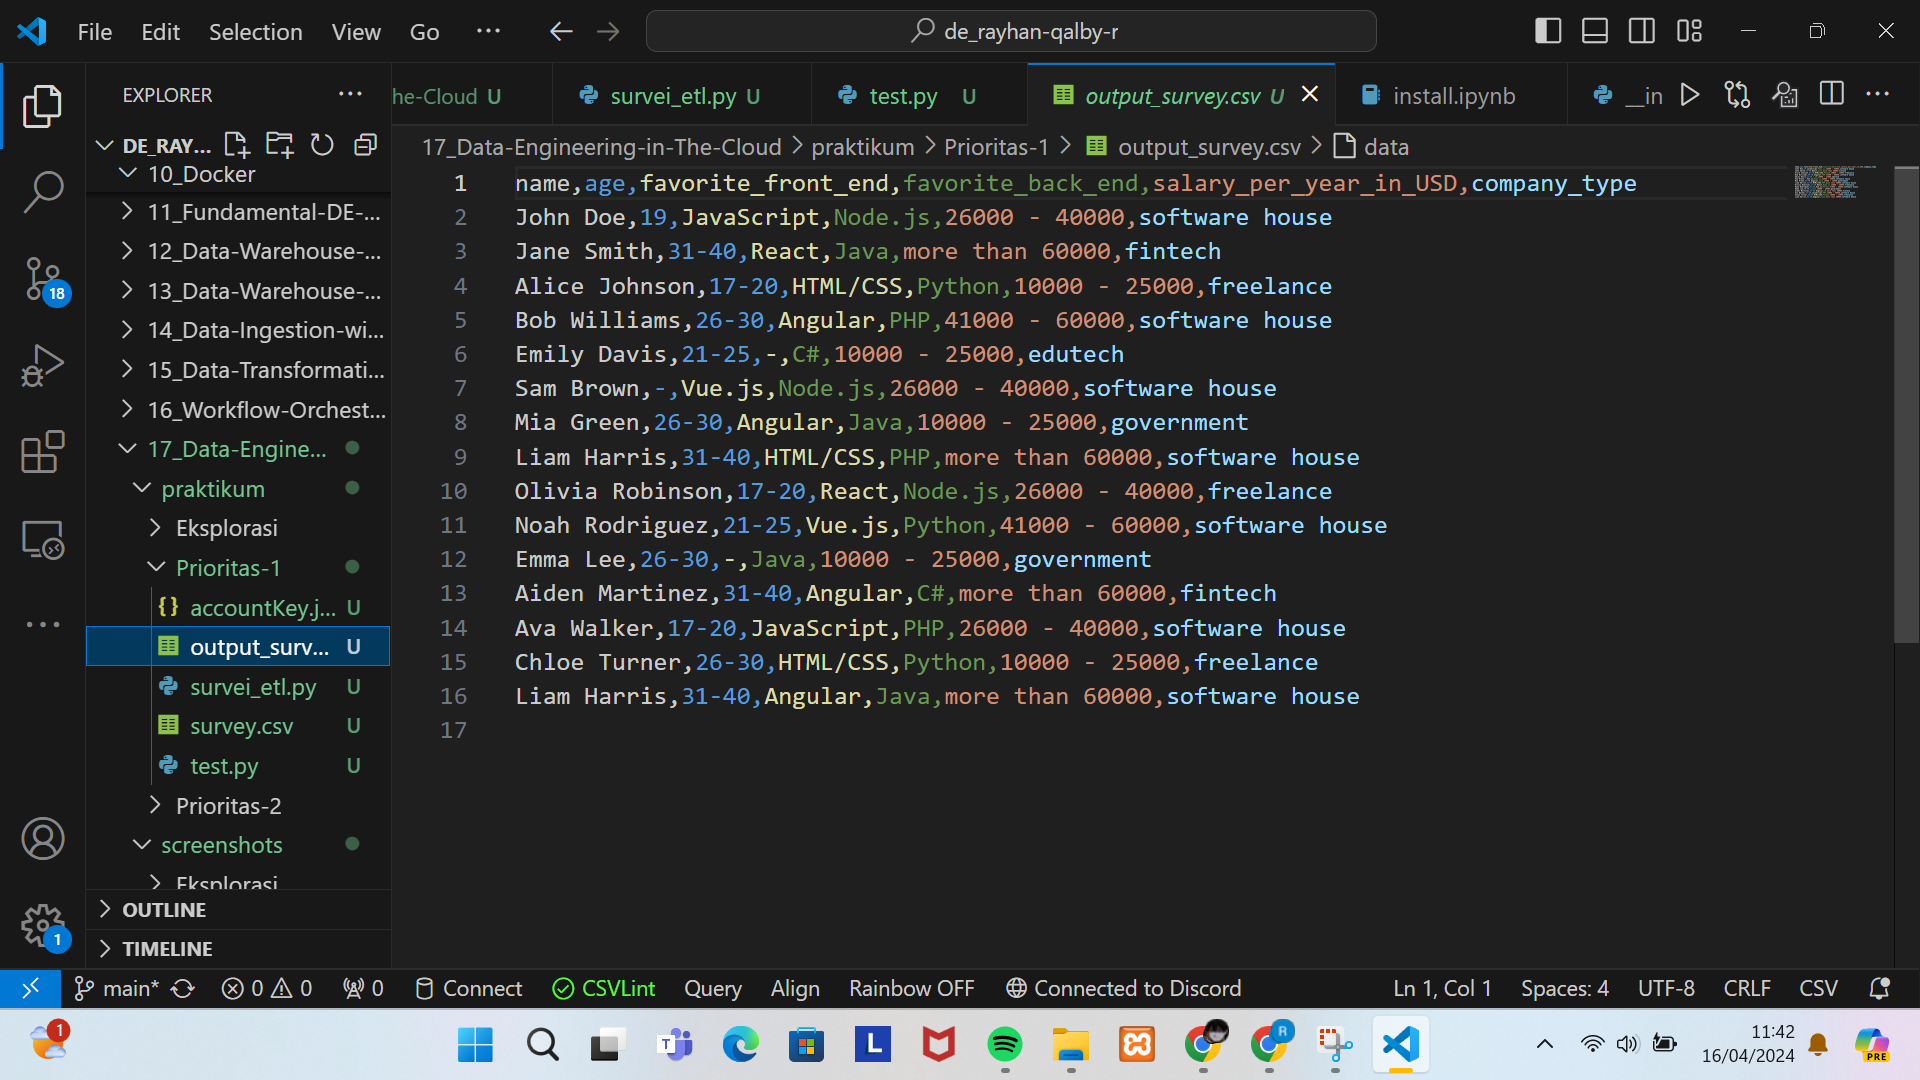 File Edit Selection View Go ...
de_rayhan-qalby-r
EXPLORER
he-Cloud U
survei_etl.py U
test.py U
output_survey.csv U
install.ipynb
__in
DE_RAY...
17_Data-Engineering-in-The-Cloud > praktikum > Prioritas-1 > output_survey.csv > data
10_Docker
11_Fundamental-DE-...
12_Data-Warehouse-...
13_Data-Warehouse-...
14_Data-Ingestion-wi...
15_Data-Transformati...
16_Workflow-Orchest...
17_Data-Engine...
praktikum
Eksplorasi
Prioritas-1
accountKey.j... U
output_surv... U
survei_etl.py U
survey.csv U
test.py U
Prioritas-2
screenshots
Eksplorasi
OUTLINE
TIMELINE
18
1
1 name,age,favorite_front_end,favorite_back_end,salary_per_year_in_USD,company_type
2 John Doe,19,JavaScript,Node.js,26000 - 40000,software house
3 Jane Smith,31-40,React,Java,more than 60000,fintech
4 Alice Johnson,17-20,HTML/CSS,Python,10000 - 25000,freelance
5 Bob Williams,26-30,Angular,PHP,41000 - 60000,software house
6 Emily Davis,21-25,-,C#,10000 - 25000,edutech
7 Sam Brown,-,Vue.js,Node.js,26000 - 40000,software house
8 Mia Green,26-30,Angular,Java,10000 - 25000,government
9 Liam Harris,31-40,HTML/CSS,PHP,more than 60000,software house
10 Olivia Robinson,17-20,React,Node.js,26000 - 40000,freelance
11 Noah Rodriguez,21-25,Vue.js,Python,41000 - 60000,software house
12 Emma Lee,26-30,-,Java,10000 - 25000,government
13 Aiden Martinez,31-40,Angular,C#,more than 60000,fintech
14 Ava Walker,17-20,JavaScript,PHP,26000 - 40000,software house
15 Chloe Turner,26-30,HTML/CSS,Python,10000 - 25000,freelance
16 Liam Harris,31-40,Angular,Java,more than 60000,software house
17
main* 0 0 0 Connect CSVLint Query Align Rainbow OFF Connected to Discord Ln 1, Col 1 Spaces: 4 UTF-8 CRLF CSV
1
T
L
R
11:42
16/04/2024
PRE